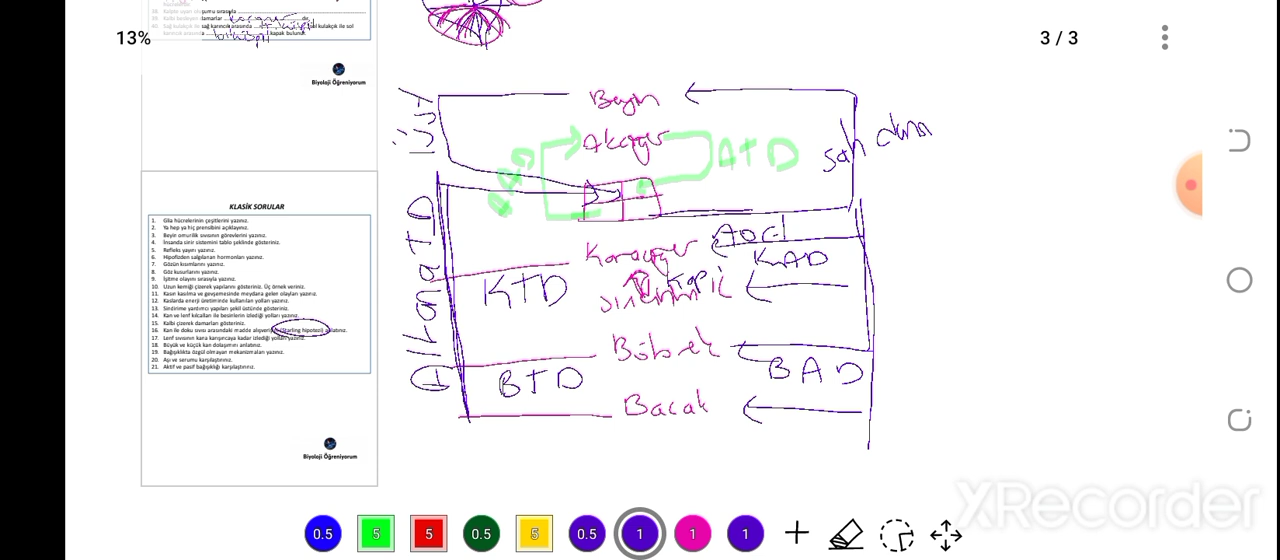 13%
3 / 3
sağ karıncık arasında
kapak bulunur.
Biyoloji Öğreniyorum
KLASİK SORULAR
1. Glia hücrelerinin çeşitlerini yazınız.
2. Ya hep ya hiç prensibini açıklayınız.
3. Beyin omurilik sıvısının görevlerini yazınız.
4. İnsanda sinir sistemini tablo şeklinde gösteriniz.
5. Refleks yayını yazınız.
6. Hipofizden salgılanan hormonları yazınız.
7. Gözün kısımlarını yazınız.
8. Göz kusurlarını yazınız.
9. İşitme olayını sırasıyla yazınız.
10. Uzun kemiği çizerek yapılarını gösteriniz. Üç örnek veriniz.
11. Kasın kasılma ve gevşemesinde meydana gelen olayları yazınız.
12. Kaslarda enerji üretiminde kullanılan yolları yazınız.
13. Sindirime yardımcı yapıları şekil üstünde gösteriniz.
14. Kan ve lenf kılcalları ile besinlerin izlediği yolları yazınız.
15. Kalbi çizerek damarları gösteriniz.
16. Kan ile doku sıvısı arasındaki madde alışverişini (Starling hipotezi) anlatınız.
17. Lenf sıvısının kana karışıncaya kadar izlediği yolları yazınız.
18. Büyük ve küçük kan dolaşımını anlatınız.
19. Bağışıklıkta özgül olmayan mekanizmaları yazınız.
20. Aşı ve serumu karşılaştırınız.
21. Aktif ve pasif bağışıklığı karşılaştırınız.
Biyoloji Öğreniyorum
Beyin
Akciğer
ATD
AAD
Aort
Karaciğer
KAD
KTD
Kapı
Böbrek
BAD
BTD
Bacak
0.5 5 5 0.5 5 0.5 1 1 1
XRecorder